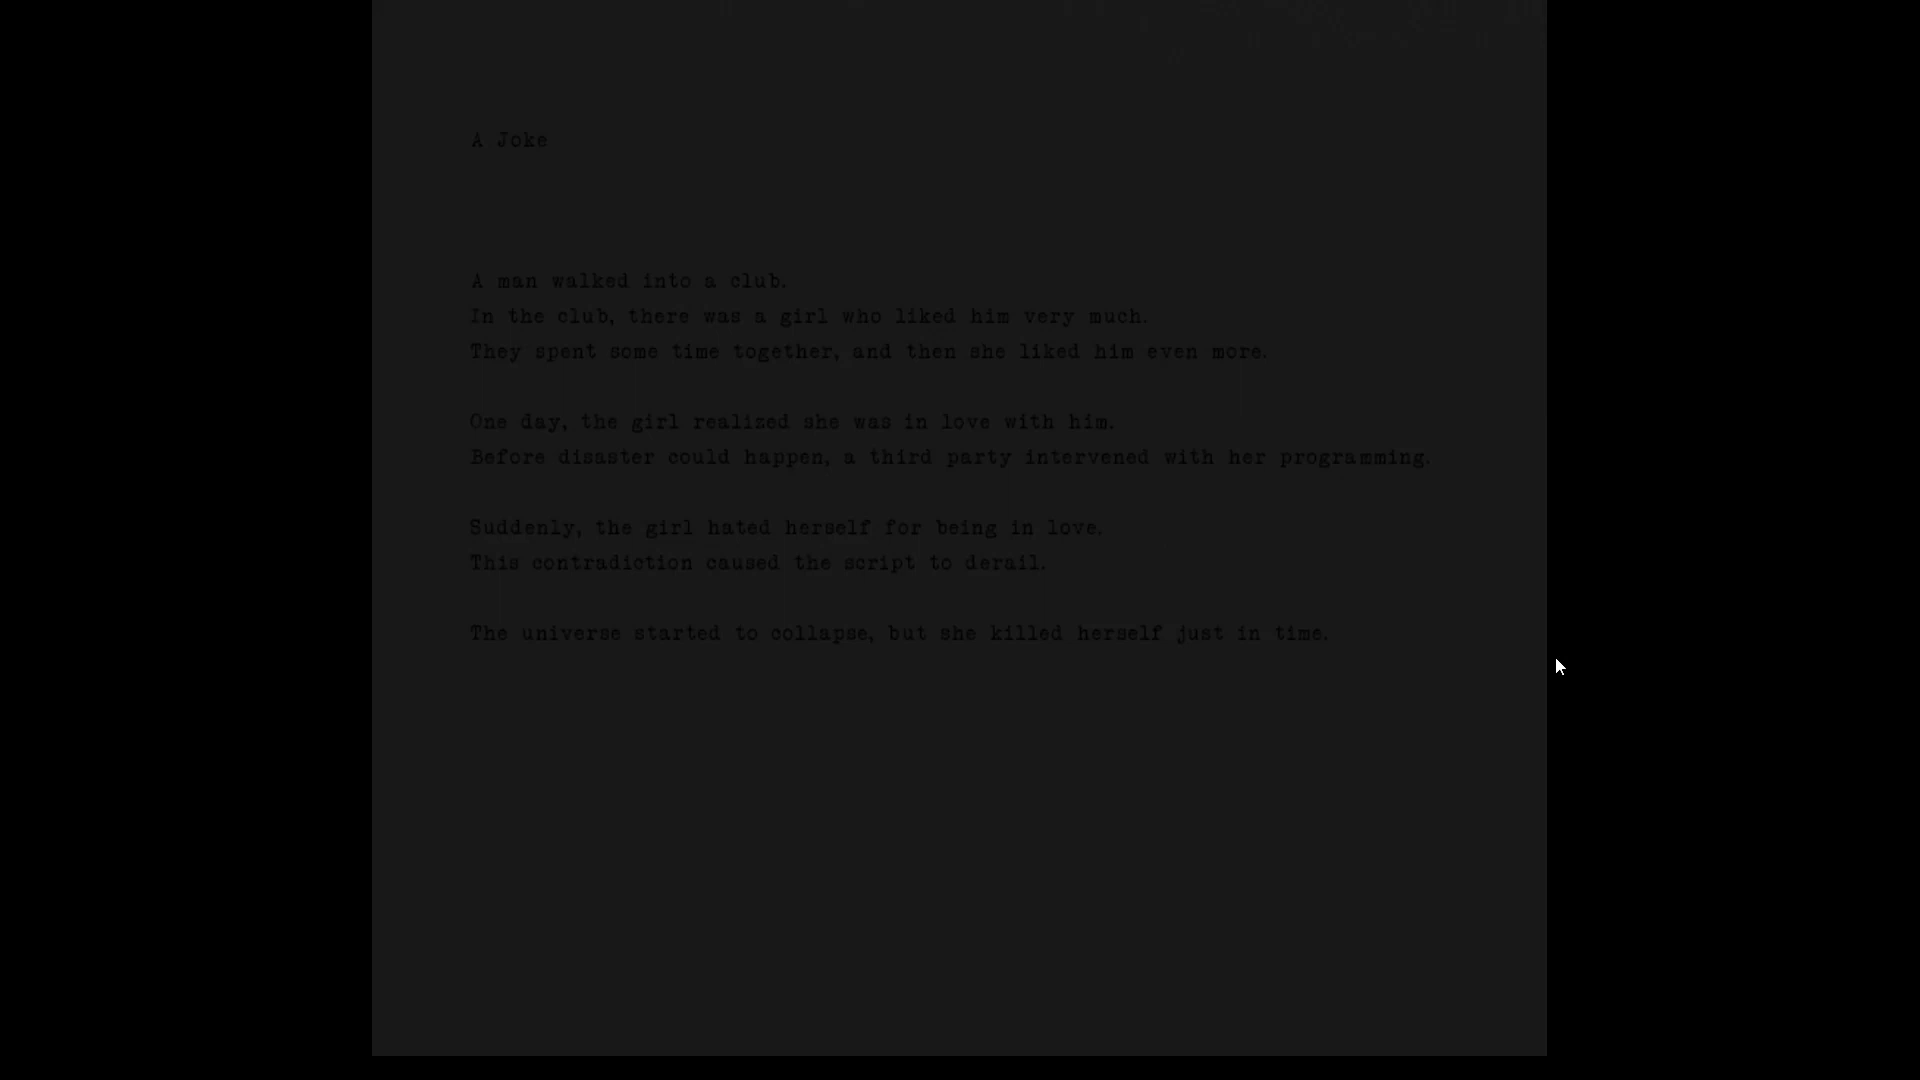 A Joke
A man walked into a club.
In the club, there was a girl who liked him very much.
They spent some time together, and then she liked him even more.
One day, the girl realized she was in love with him.
Before disaster could happen, a third party intervened with her programming.
Suddenly, the girl hated herself for being in love.
This contradiction caused the script to derail.
The universe started to collapse, but she killed herself just in time.